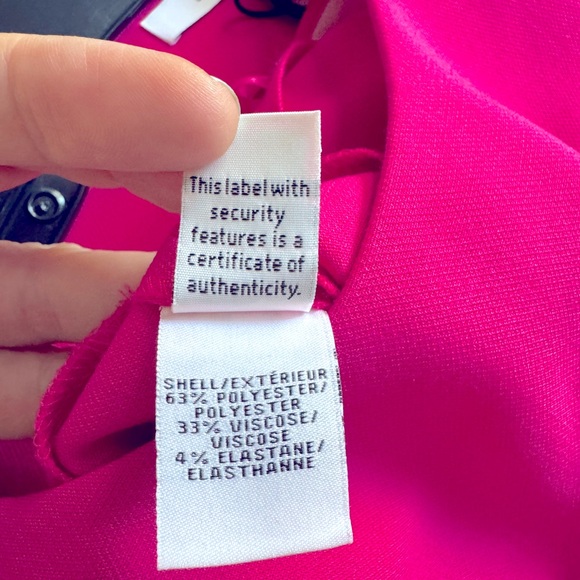 This label with
security
features is a
certificate of
authenticity.
SHELL/EXTÉRIEUR
63% POLYESTER/
POLYESTER
33% VISCOSE/
VISCOSE
4% ELASTANE/
ELASTHANNE